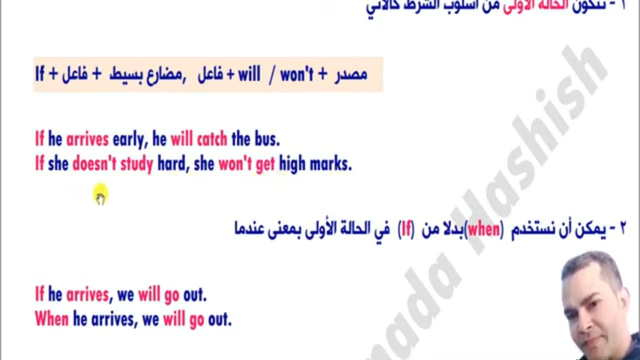 ١ - تتكون الحالة الأولى من أسلوب الشرط كالآتي
If + فاعل + مضارع بسيط, فاعل + will / won't + مصدر
If he arrives early, he will catch the bus.
If she doesn't study hard, she won't get high marks.
٢ - يمكن أن نستخدم (when) بدلا من (If) في الحالة الأولى بمعنى عندما
If he arrives, we will go out.
When he arrives, we will go out.
Hashish